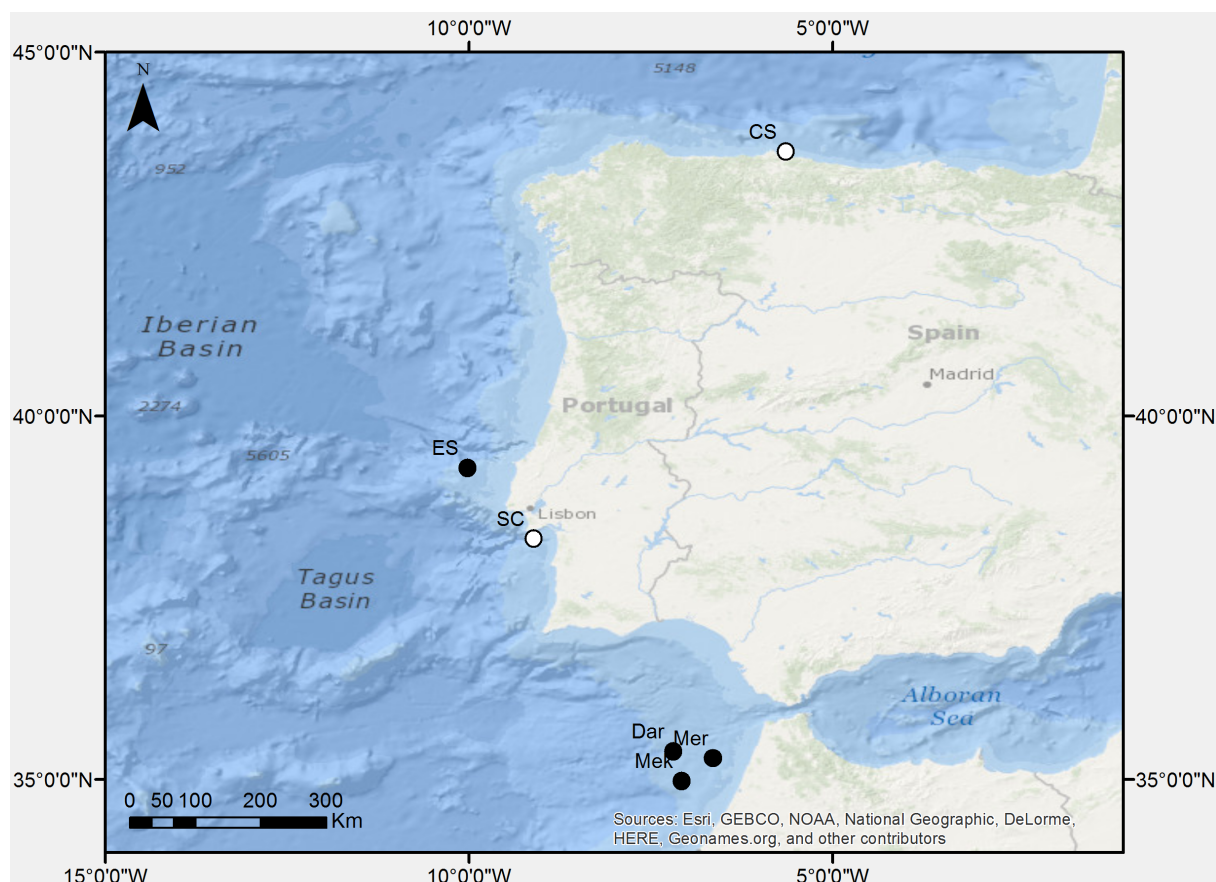 10°0'0"W 5°0'0"W
45°0'0"N
N
5148
CS
952
Iberian
Basin
Spain
Madrid
Portugal
2274
40°0'0"N 40°0'0"N
ES
5605
SC
Lisbon
Tagus
Basin
97
Alboran
Sea
Dar
Mer
Mek
35°0'0"N 35°0'0"N
0 50 100 200 300
Km
Sources: Esri, GEBCO, NOAA, National Geographic, DeLorme,
HERE, Geonames.org, and other contributors
15°0'0"W 10°0'0"W 5°0'0"W